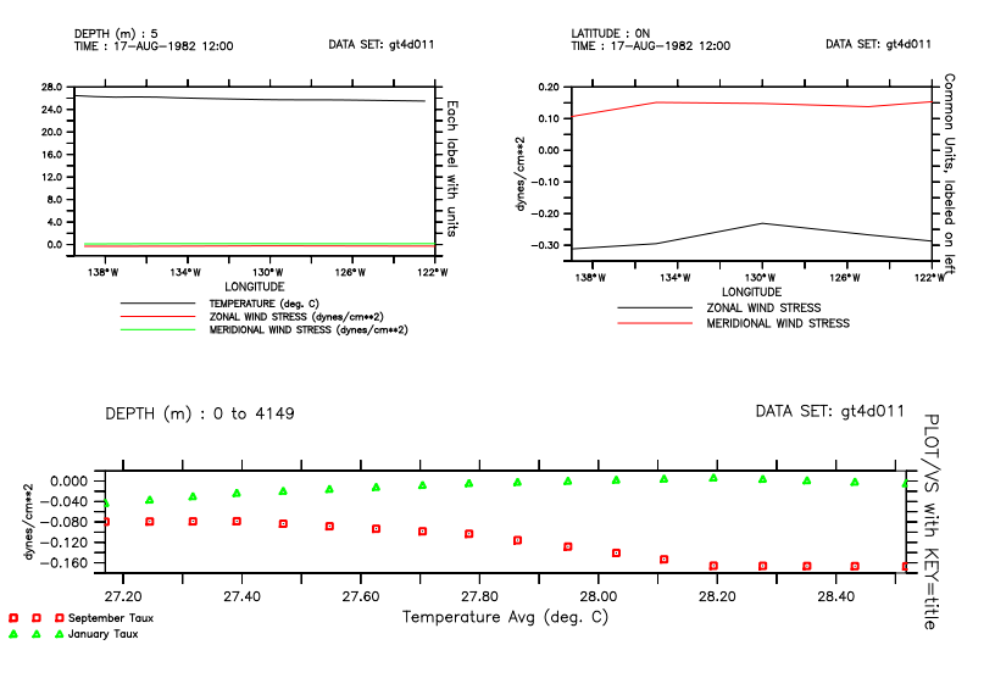 DEPTH (m) : 5
TIME : 17-AUG-1982 12:00
DATA SET: gt4d011
28.0
24.0
20.0
16.0
12.0
8.0
4.0
0.0
138°W
134°W
130°W
126°W
122°W
LONGITUDE
Each label with units
TEMPERATURE (deg. C)
ZONAL WIND STRESS (dynes/cm**2)
MERIDIONAL WIND STRESS (dynes/cm**2)
LATITUDE : 0N
TIME : 17-AUG-1982 12:00
DATA SET: gt4d011
dynes/cm**2
0.20
0.10
0.00
-0.10
-0.20
-0.30
138°W
134°W
130°W
126°W
122°W
LONGITUDE
Common Units, labeled on left
ZONAL WIND STRESS
MERIDIONAL WIND STRESS
DEPTH (m) : 0 to 4149
DATA SET: gt4d011
dynes/cm**2
0.000
-0.040
-0.080
-0.120
-0.160
27.20
27.40
27.60
27.80
28.00
28.20
28.40
Temperature Avg (deg. C)
PLOT/VS with KEY=title
September Taux
January Taux